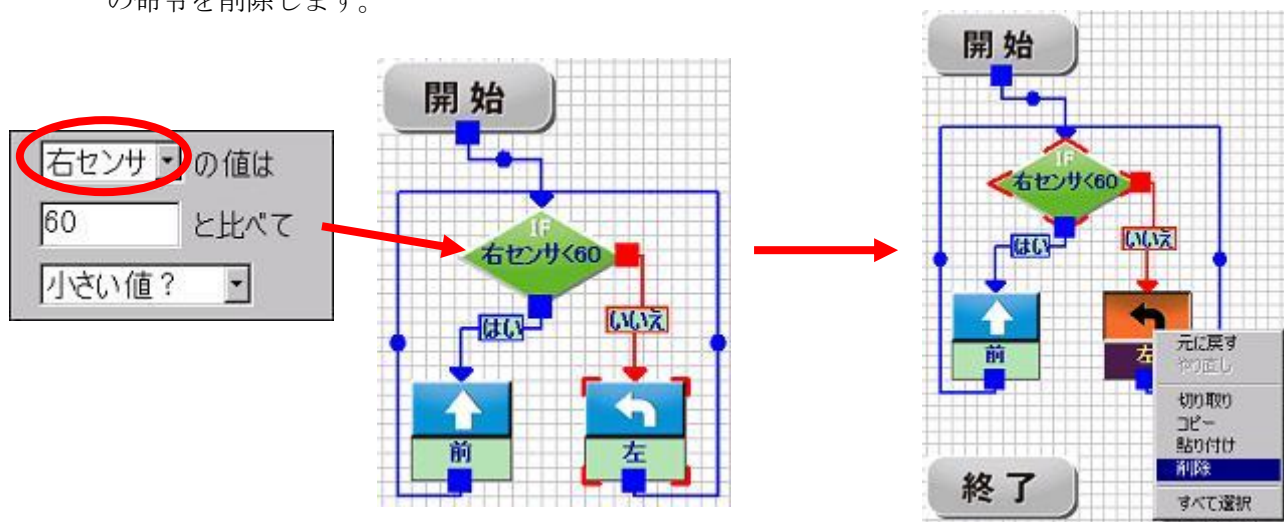 の命令を削除します。
右センサ の値は
60 と比べて
小さい値？
開始
IF
右センサ<60
はい
いいえ
前
左
開始
IF
右センサ<60
はい
いいえ
前
左
元に戻す
やり直し
切り取り
コピー
貼り付け
削除
すべて選択
終了